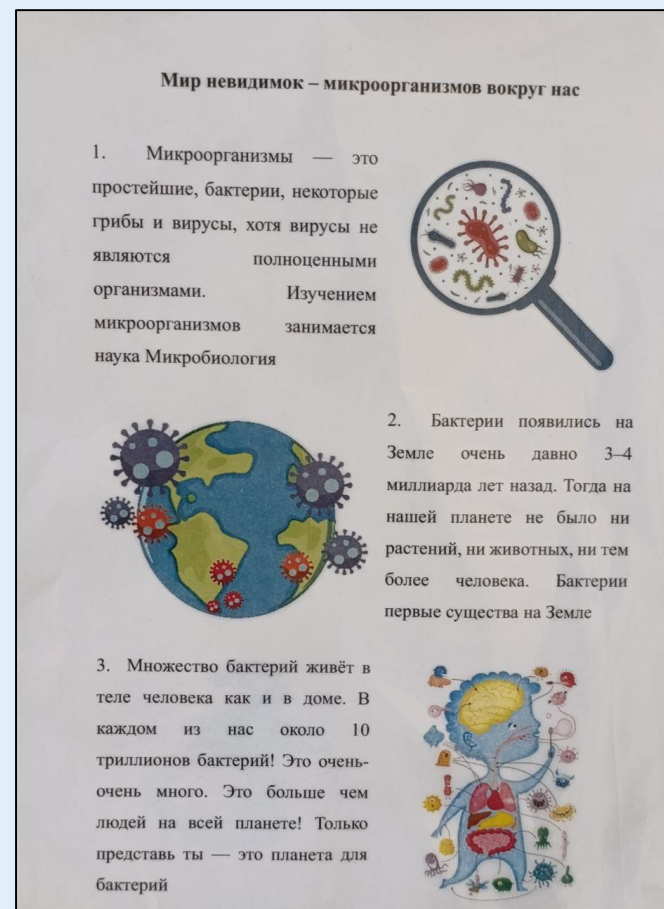 Мир невидимок – микроорганизмов вокруг нас
1. Микроорганизмы — это
простейшие, бактерии, некоторые
грибы и вирусы, хотя вирусы не
являются полноценными
организмами. Изучением
микроорганизмов занимается
наука Микробиология
2. Бактерии появились на
Земле очень давно 3–4
миллиарда лет назад. Тогда на
нашей планете не было ни
растений, ни животных, ни тем
более человека. Бактерии
первые существа на Земле
3. Множество бактерий живёт в
теле человека как и в доме. В
каждом из нас около 10
триллионов бактерий! Это очень-
очень много. Это больше чем
людей на всей планете! Только
представь ты — это планета для
бактерий